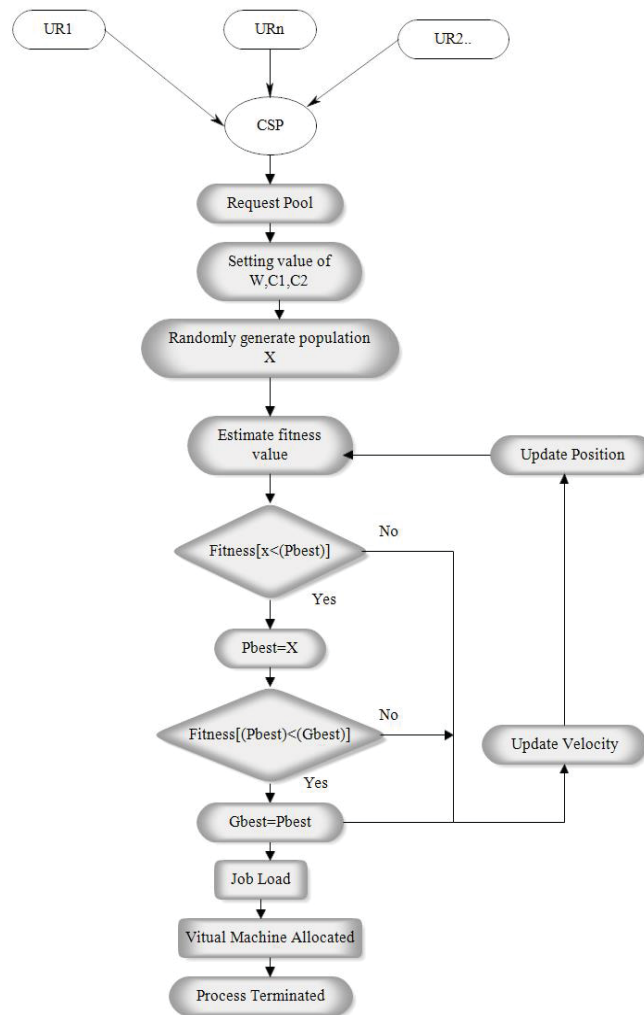 UR1
URn
UR2..
CSP
Request Pool
Setting value of
W,C1,C2
Randomly generate population
X
Estimate fitness
value
Update Position
Fitness[x<(Pbest)]
No
Yes
Pbest=X
Fitness[(Pbest)<(Gbest)]
No
Update Velocity
Yes
Gbest=Pbest
Job Load
Vitual Machine Allocated
Process Terminated